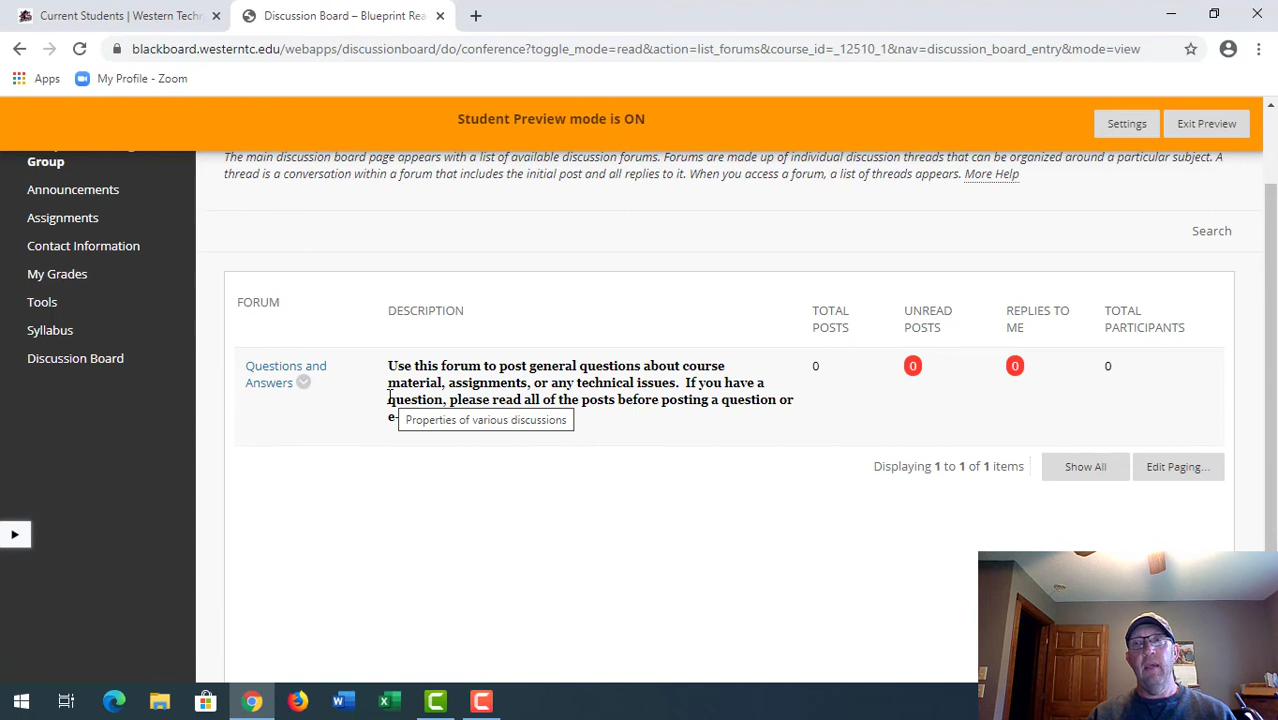 Current Students | Western Techr
Discussion Board – Blueprint Rea
blackboard.westerntc.edu/webapps/discussionboard/do/conference?toggle_mode=read&action=list_forums&course_id=_12510_1&nav=discussion_board_entry&mode=view
Apps
My Profile - Zoom
Student Preview mode is ON
Settings
Exit Preview
Group
Announcements
Assignments
Contact Information
My Grades
Tools
Syllabus
Discussion Board
The main discussion board page appears with a list of available discussion forums. Forums are made up of individual discussion threads that can be organized around a particular subject. A
thread is a conversation within a forum that includes the initial post and all replies to it. When you access a forum, a list of threads appears. More Help
Search
FORUM
DESCRIPTION
TOTAL
POSTS
UNREAD
POSTS
REPLIES TO
ME
TOTAL
PARTICIPANTS
Questions and
Answers
Use this forum to post general questions about course
material, assignments, or any technical issues. If you have a
question, please read all of the posts before posting a question or
e-
Properties of various discussions
0
0
0
0
Displaying 1 to 1 of 1 items
Show All
Edit Paging...